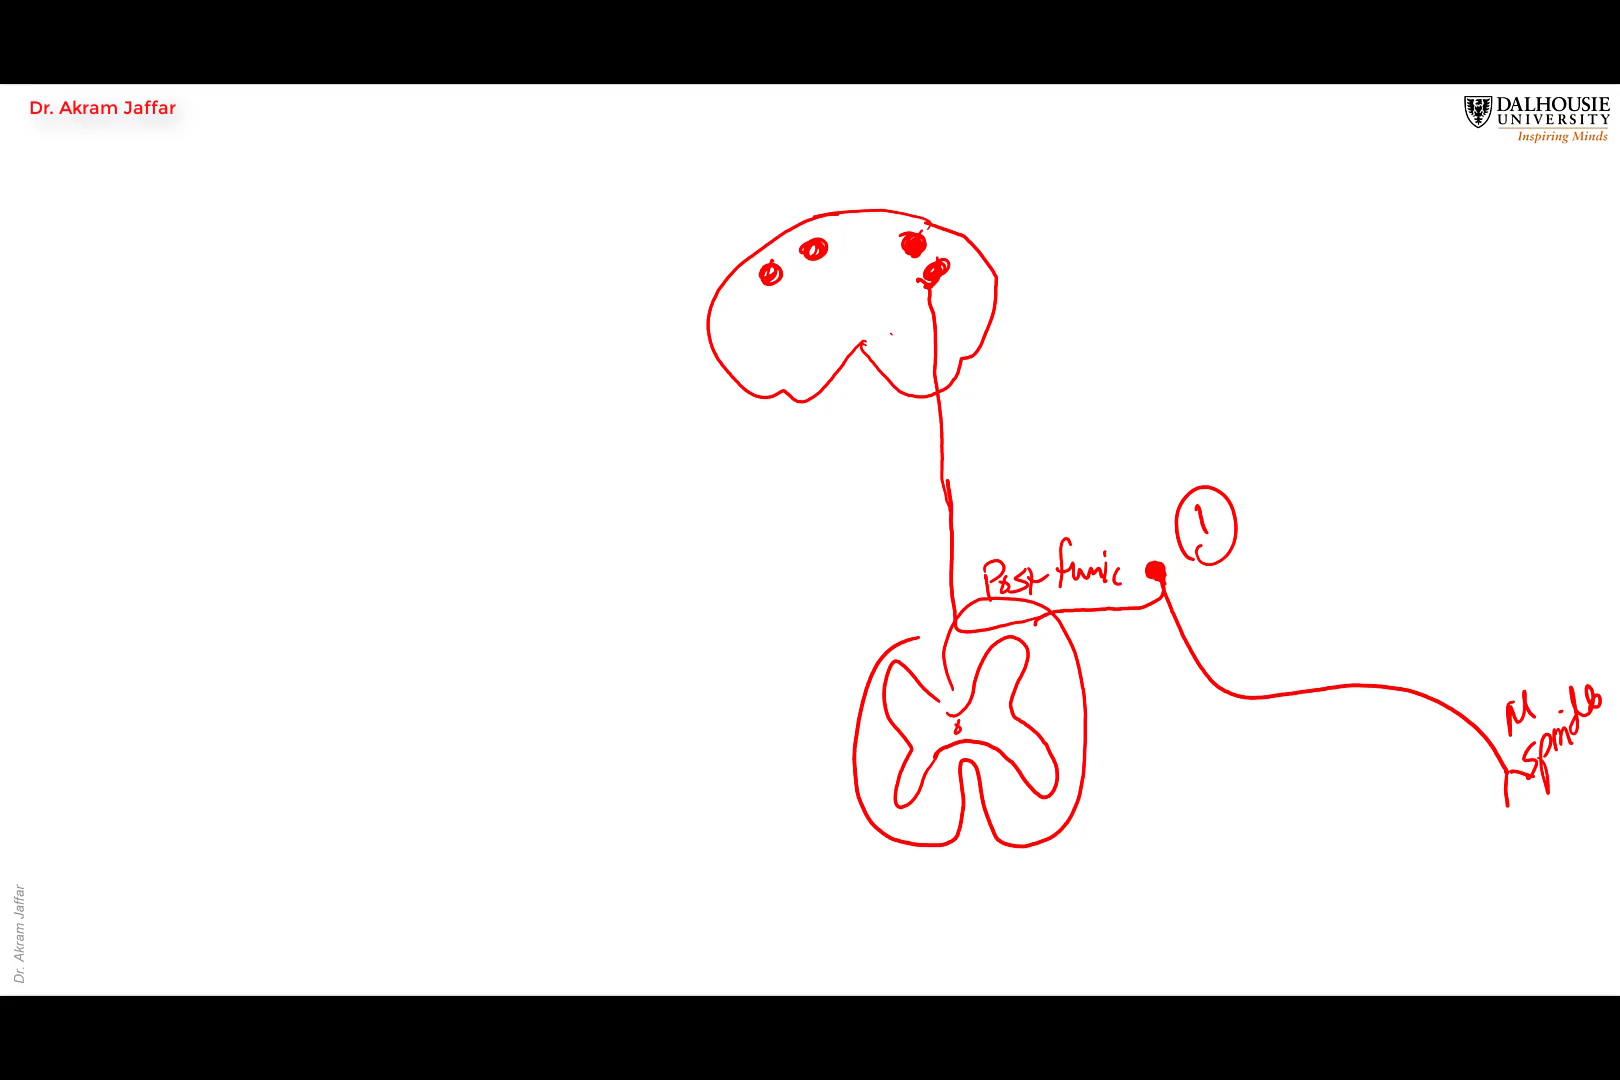 Dr. Akram Jaffar
DALHOUSIE
UNIVERSITY
Inspiring Minds
1
Post funic
M
spindle
Dr. Akram Jaffar